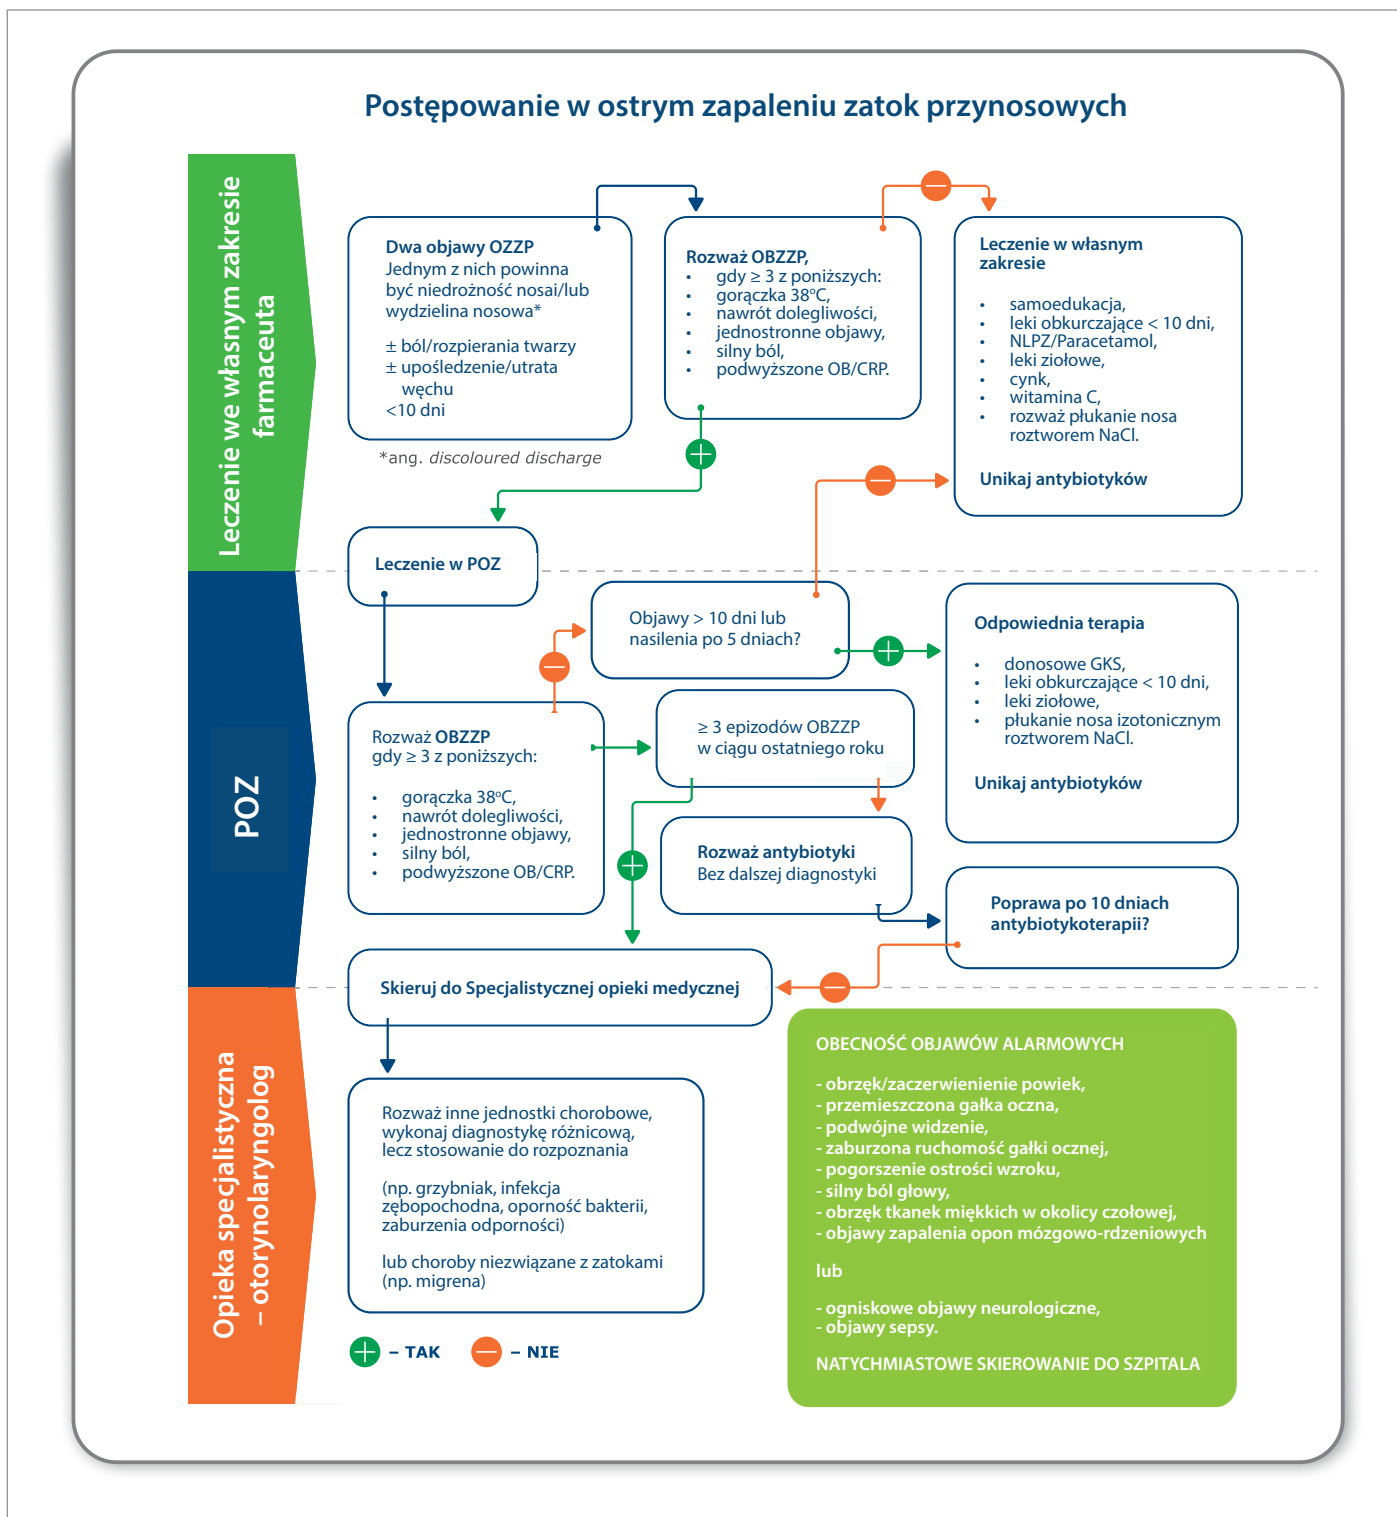 Postępowanie w ostrym zapaleniu zatok przynosowych
Leczenie we własnym zakresie
farmaceuta
Dwa objawy OZZP
Jednym z nich powinna
być niedrożność nosai/lub
wydzielina nosowa*
± ból/rozpierania twarzy
± upośledzenie/utrata
węchu
<10 dni
*ang. discoloured discharge
Rozważ OBZZP,
• gdy ≥ 3 z poniższych:
• gorączka 38°C,
• nawrót dolegliwości,
• jednostronne objawy,
• silny ból,
• podwyższone OB/CRP.
Leczenie w własnym
zakresie
• samoedukacja,
• leki obkurczające < 10 dni,
• NLPZ/Paracetamol,
• leki ziołowe,
• cynk,
• witamina C,
• rozważ płukanie nosa
roztworem NaCl.
Unikaj antybiotyków
Leczenie w POZ
POZ
Objawy > 10 dni lub
nasilenia po 5 dniach?
Odpowiednia terapia
• donosowe GKS,
• leki obkurczające < 10 dni,
• leki ziołowe,
• płukanie nosa izotonicznym
roztworem NaCl.
Unikaj antybiotyków
Rozważ OBZZP
gdy ≥ 3 z poniższych:
• gorączka 38°C,
• nawrót dolegliwości,
• jednostronne objawy,
• silny ból,
• podwyższone OB/CRP.
≥ 3 epizodów OBZZP
w ciągu ostatniego roku
Rozważ antybiotyki
Bez dalszej diagnostyki
Poprawa po 10 dniach
antybiotykoterapii?
Skieruj do Specjalistycznej opieki medycznej
Opieka specjalistyczna
– otorynolaryngolog
Rozważ inne jednostki chorobowe,
wykonaj diagnostykę różnicową,
lecz stosowanie do rozpoznania
(np. grzybniak, infekcja
zębopochodna, oporność bakterii,
zaburzenia odporności)
lub choroby niezwiązane z zatokami
(np. migrena)
OBECNOŚĆ OBJAWÓW ALARMOWYCH
- obrzęk/zaczerwienienie powiek,
- przemieszczona gałka oczna,
- podwójne widzenie,
- zaburzona ruchomość gałki ocznej,
- pogorszenie ostrości wzroku,
- silny ból głowy,
- obrzęk tkanek miękkich w okolicy czołowej,
- objawy zapalenia opon mózgowo-rdzeniowych
lub
- ogniskowe objawy neurologiczne,
- objawy sepsy.
NATYCHMIASTOWE SKIEROWANIE DO SZPITALA
– TAK
– NIE